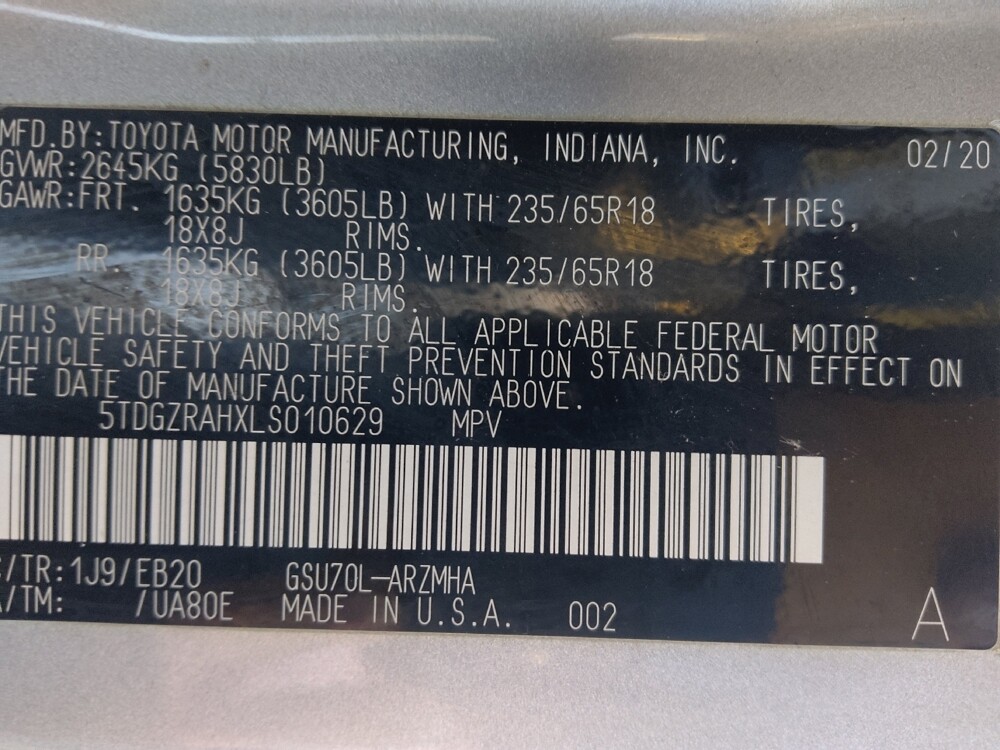 MFD.BY:TOYOTA MOTOR MANUFACTURING, INDIANA, INC. 02/20
GVWR:2645KG (5830LB)
GAWR:FRT. 1635KG (3605LB) WITH 235/65R18 TIRES,
18X8J RIMS.
RR 1635KG (3605LB) WITH 235/65R18 TIRES,
18X8J RIMS.
THIS VEHICLE CONFORMS TO ALL APPLICABLE FEDERAL MOTOR
VEHICLE SAFETY AND THEFT PREVENTION STANDARDS IN EFFECT ON
THE DATE OF MANUFACTURE SHOWN ABOVE.
5TDGZRAHXLS010629 MPV
C/TR:1J9/EB20 GSU70L-ARZMHA
A/TM: /UA80E MADE IN U.S.A. 002 A